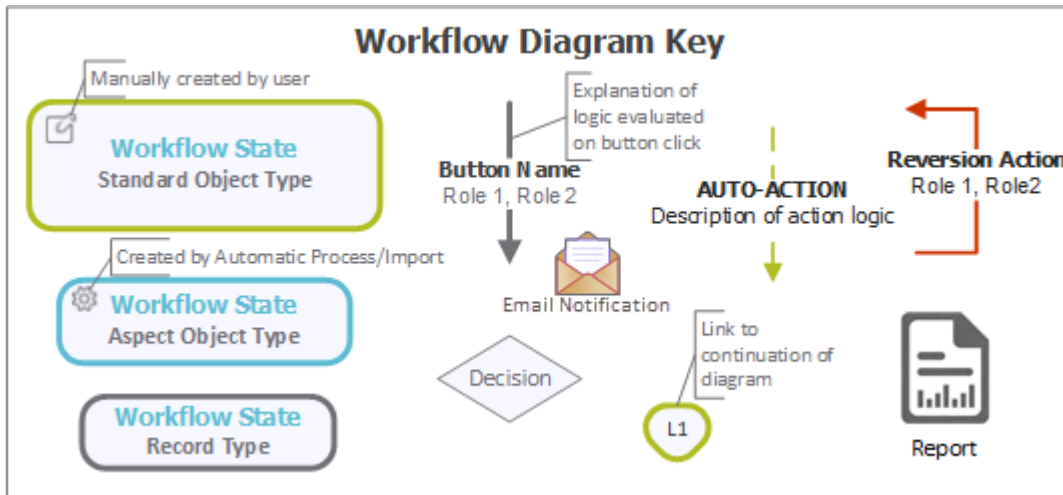 Workflow Diagram Key
Manually created by user
Workflow State
Standard Object Type
Created by Automatic Process/Import
Workflow State
Aspect Object Type
Workflow State
Record Type
Explanation of
logic evaluated
on button click
Button Name
Role 1, Role 2
Email Notification
Decision
AUTO-ACTION
Description of action logic
Link to
continuation of
diagram
L1
Reversion Action
Role 1, Role2
Report